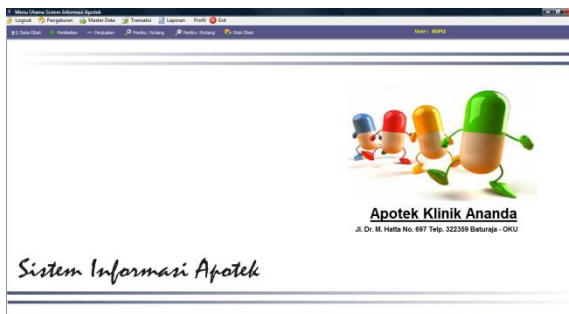 Menu Utama Sistem Informasi Apotek
Logout Pengaturan Master Data Transaksi Laporan Profil Exit
Data Obat Pembelian Penjualan Pemby. Hutang Pemby. Piutang Stok Obat User : ADMIN
Apotek Klinik Ananda
Jl. Dr. M. Hatta No. 697 Telp. 322359 Baturaja - OKU
Sistem Informasi Apotek